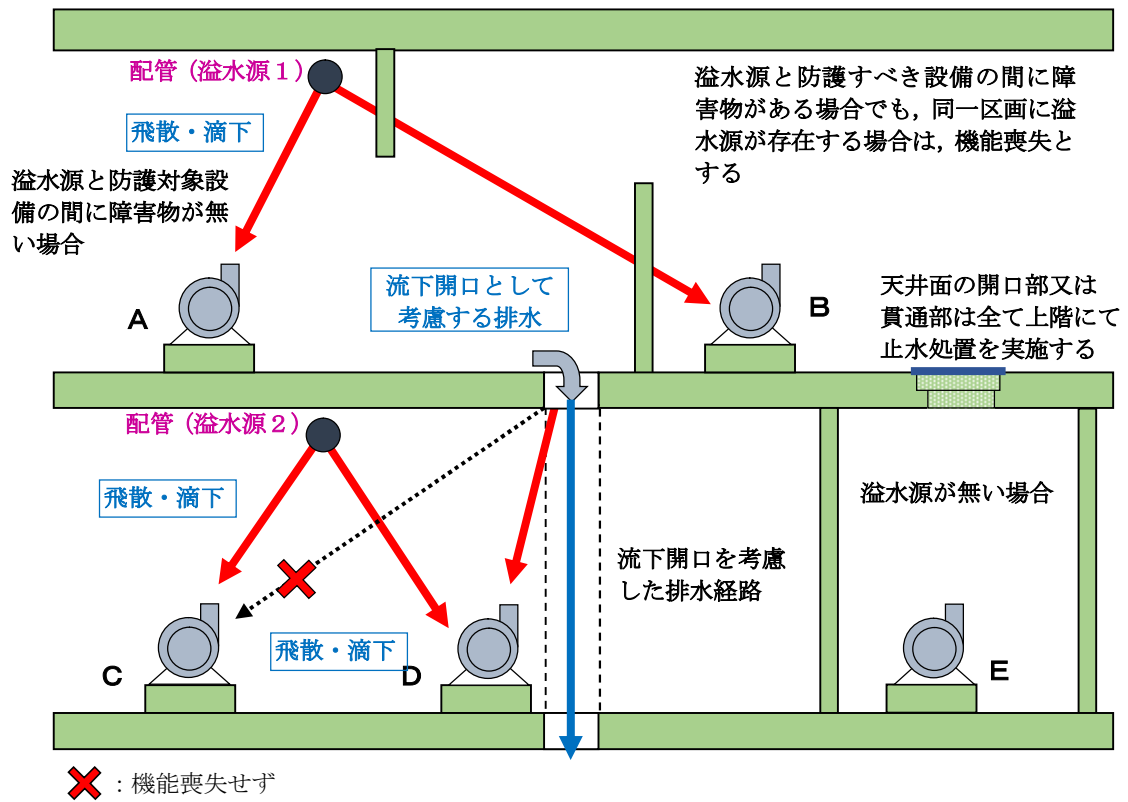 配管(溢水源1)
飛散・滴下
溢水源と防護対象設
備の間に障害物が無
い場合
溢水源と防護すべき設備の間に障
害物がある場合でも,同一区画に溢
水源が存在する場合は,機能喪失と
する
A
流下開口として
考慮する排水
B
天井面の開口部又は
貫通部は全て上階にて
止水処置を実施する
配管(溢水源2)
飛散・滴下
溢水源が無い場合
流下開口を考慮
した排水経路
飛散・滴下
C
D
E
:機能喪失せず